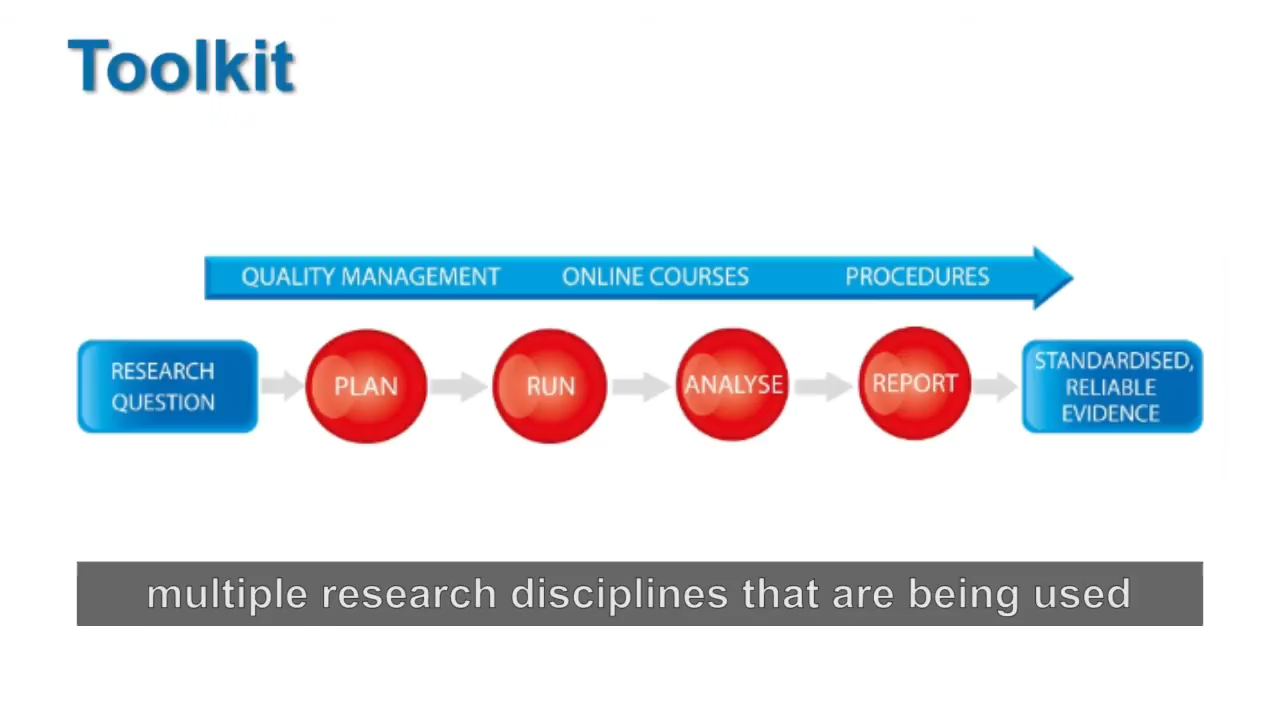 Toolkit
QUALITY MANAGEMENT ONLINE COURSES PROCEDURES
RESEARCH
QUESTION
PLAN
RUN
ANALYSE
REPORT
STANDARDISED,
RELIABLE
EVIDENCE
multiple research disciplines that are being used